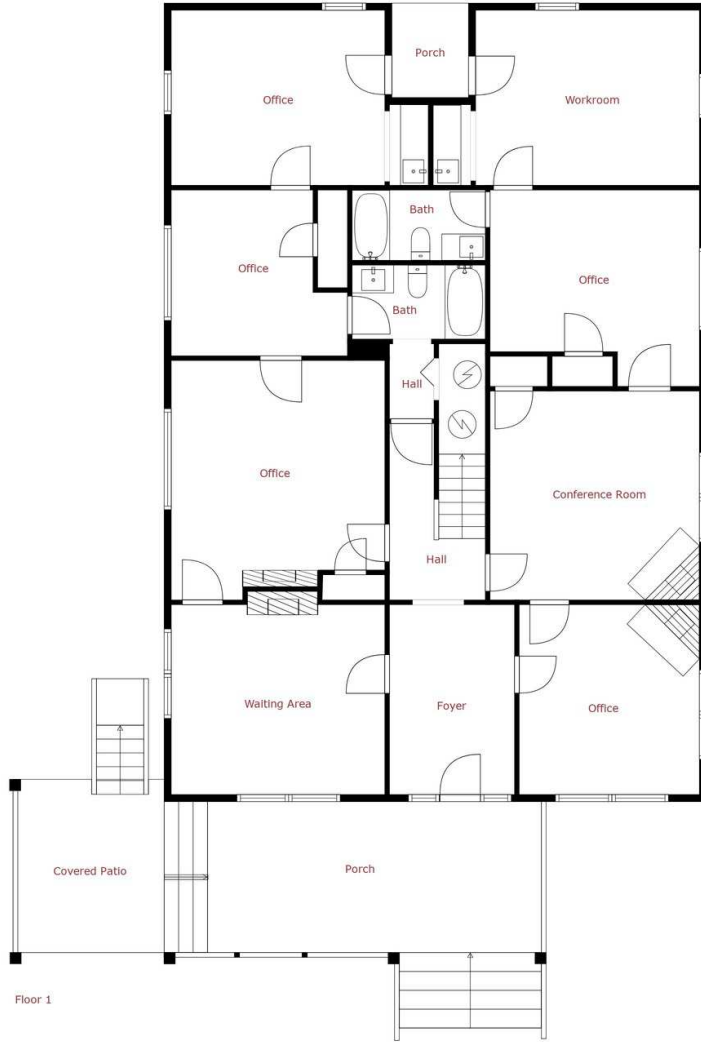 Porch
Office
Workroom
Bath
Office
Office
Bath
Hall
Office
Conference Room
Hall
Waiting Area
Foyer
Office
Covered Patio
Porch
Floor 1